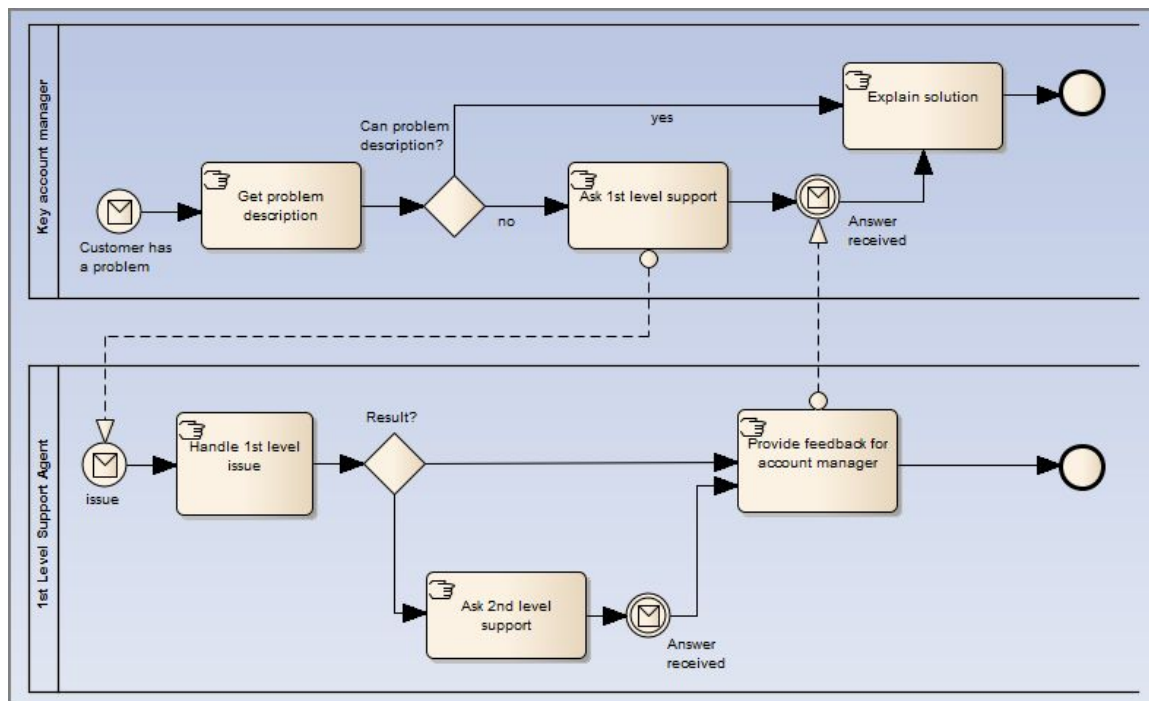 Key account manager
Customer has
a problem
Get problem
description
Can problem
description?
yes
no
Ask 1st level support
Answer
received
Explain solution
1st Level Support Agent
issue
Handle 1st level
issue
Result?
Ask 2nd level
support
Answer
received
Provide feedback for
account manager